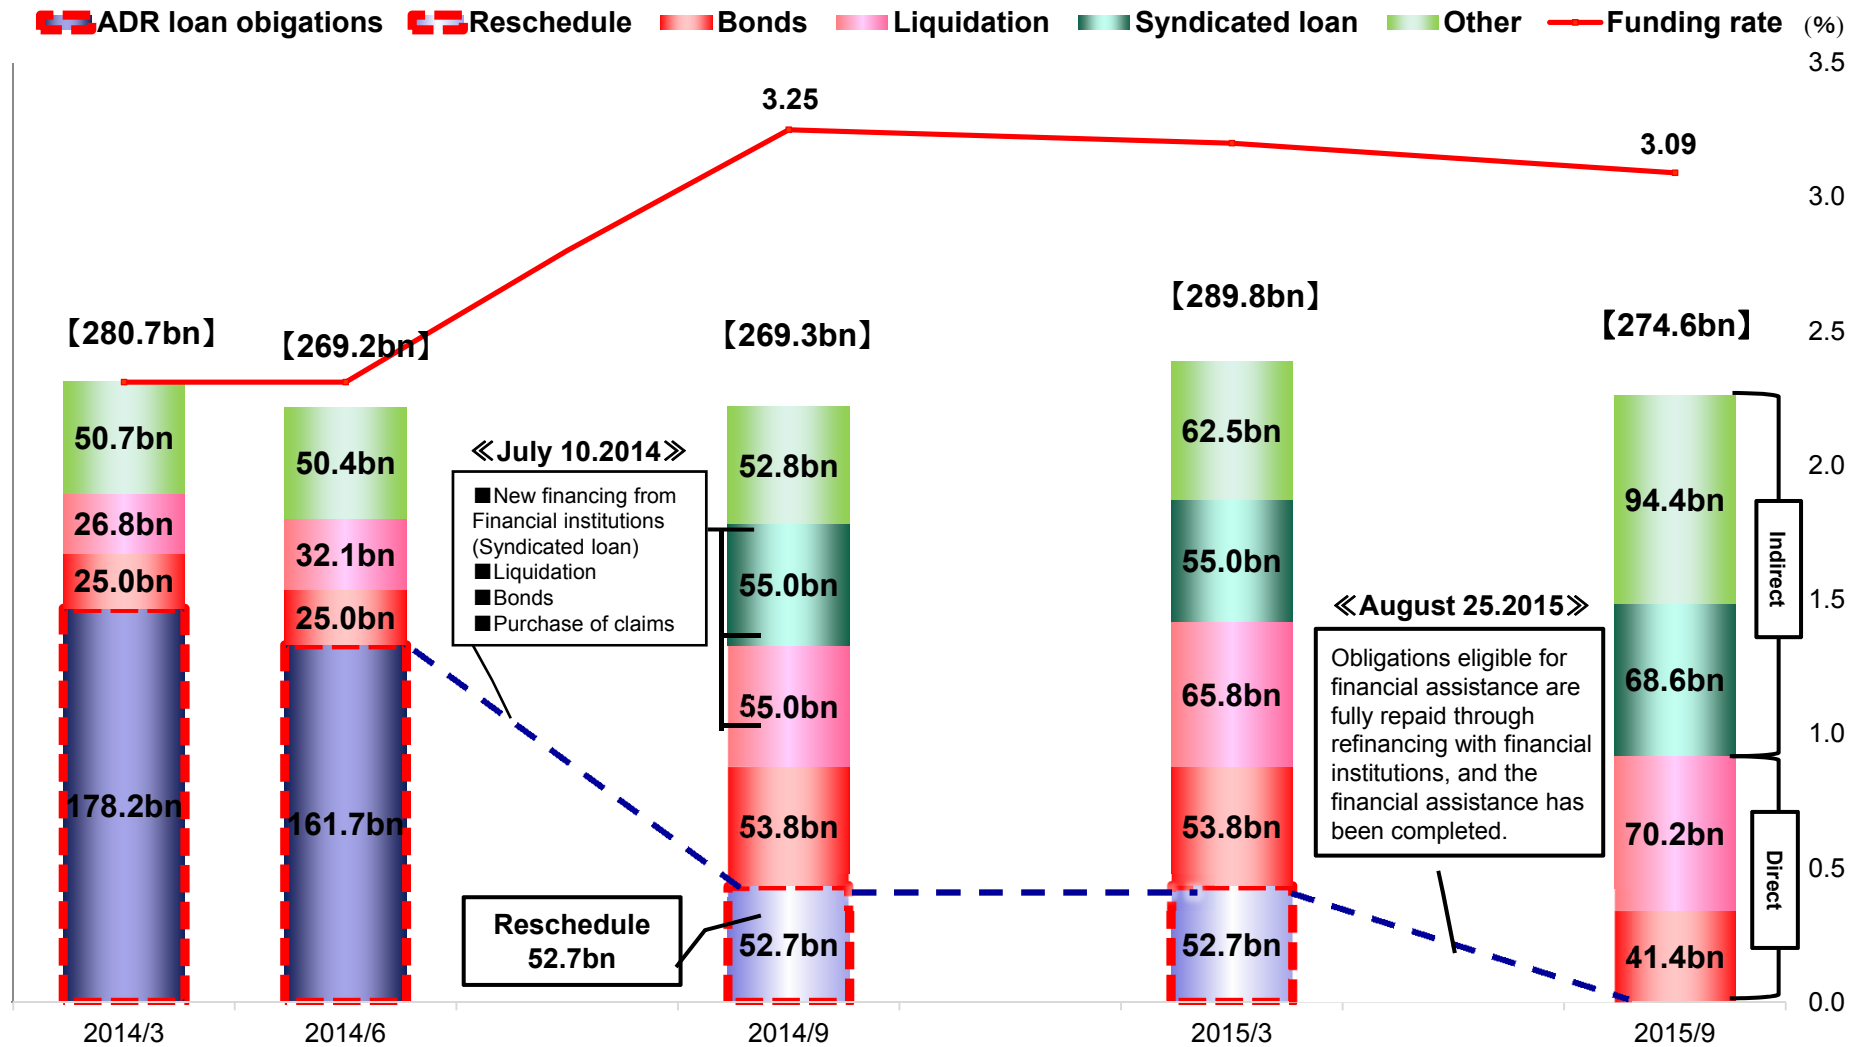 ADR loan obigations Reschedule Bonds Liquidation Syndicated loan Other Funding rate (%)
3.5
3.0
2.5
2.0
1.5
1.0
0.5
0.0
3.25
3.09
【280.7bn】
【269.2bn】
【269.3bn】
【289.8bn】
【274.6bn】
50.7bn
26.8bn
25.0bn
178.2bn
50.4bn
32.1bn
25.0bn
161.7bn
≪July 10.2014≫
■New financing from
Financial institutions
(Syndicated loan)
■Liquidation
■Bonds
■Purchase of claims
Reschedule
52.7bn
52.8bn
55.0bn
55.0bn
53.8bn
52.7bn
62.5bn
55.0bn
65.8bn
53.8bn
52.7bn
≪August 25.2015≫
Obligations eligible for
financial assistance are
fully repaid through
refinancing with financial
institutions, and the
financial assistance has
been completed.
94.4bn
68.6bn
70.2bn
41.4bn
Indirect
Direct
2014/3
2014/6
2014/9
2015/3
2015/9